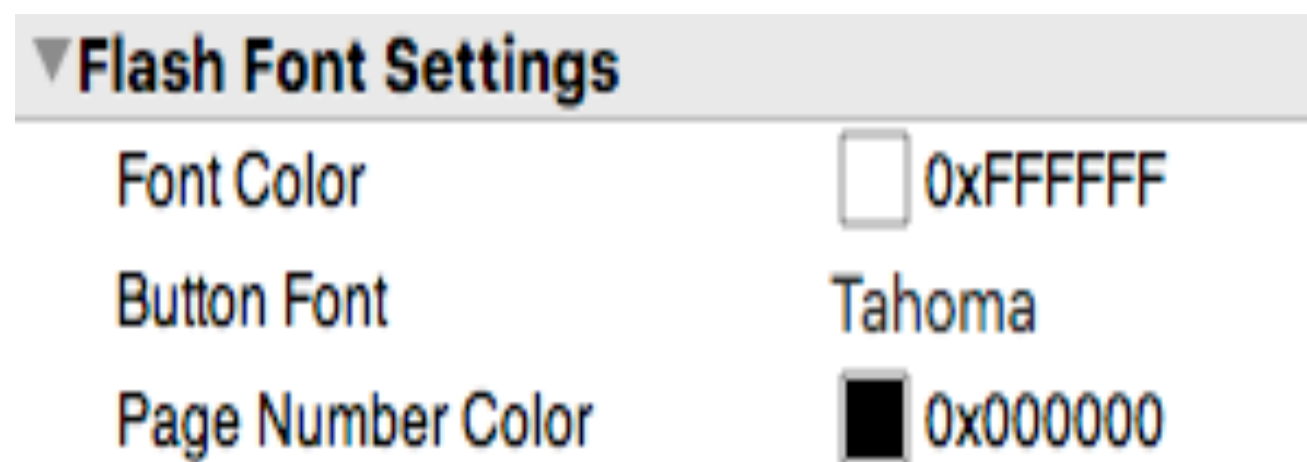 Flash Font Settings
Font Color 0xFFFFFF
Button Font Tahoma
Page Number Color 0x000000